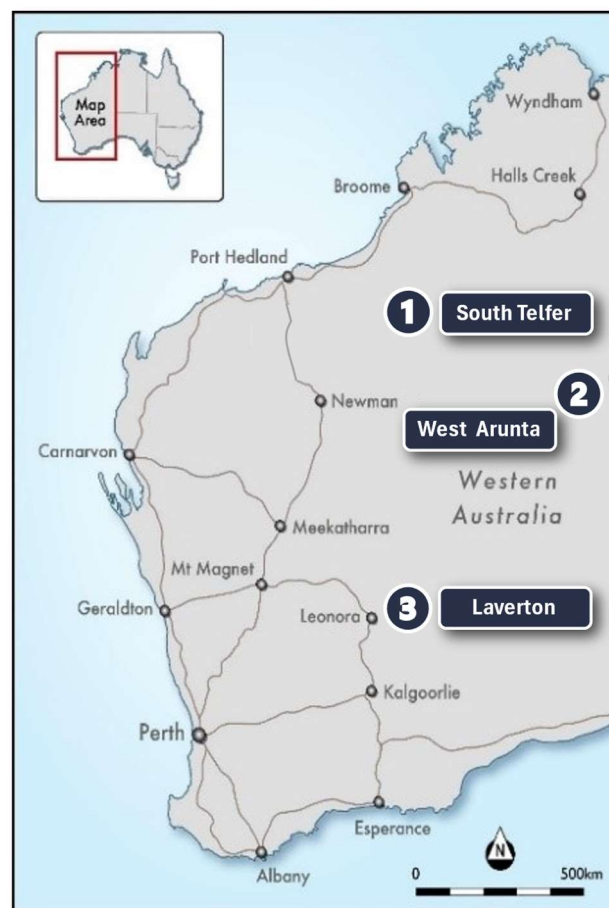 Map
Area
Wyndham
Halls Creek
Broome
Port Hedland
1
South Telfer
2
Newman
West Arunta
Carnarvon
Western
Australia
Meekatharra
Mt Magnet
Geraldton
Leonora
3
Laverton
Kalgoorlie
Perth
Esperance
Albany
N
0
500km